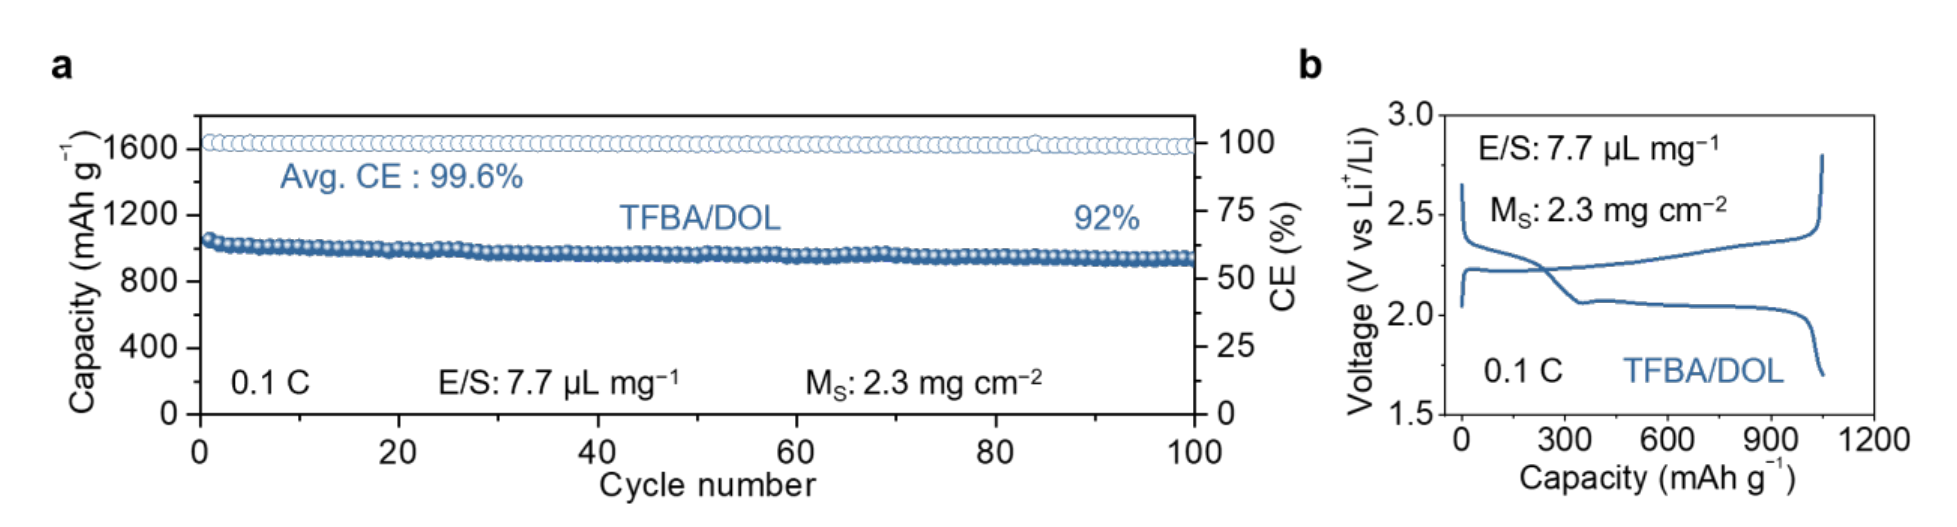 a
Capacity (mAh g⁻¹)
1600
1200
800
400
0
Avg. CE : 99.6%
TFBA/DOL
92%
0.1 C
E/S: 7.7 µL mg⁻¹
Mₛ: 2.3 mg cm⁻²
100
75
50
25
0
CE (%)
0 20 40 60 80 100
Cycle number
b
Voltage (V vs Li⁺/Li)
3.0
2.5
2.0
1.5
E/S: 7.7 µL mg⁻¹
Mₛ: 2.3 mg cm⁻²
0.1 C
TFBA/DOL
0 300 600 900 1200
Capacity (mAh g⁻¹)